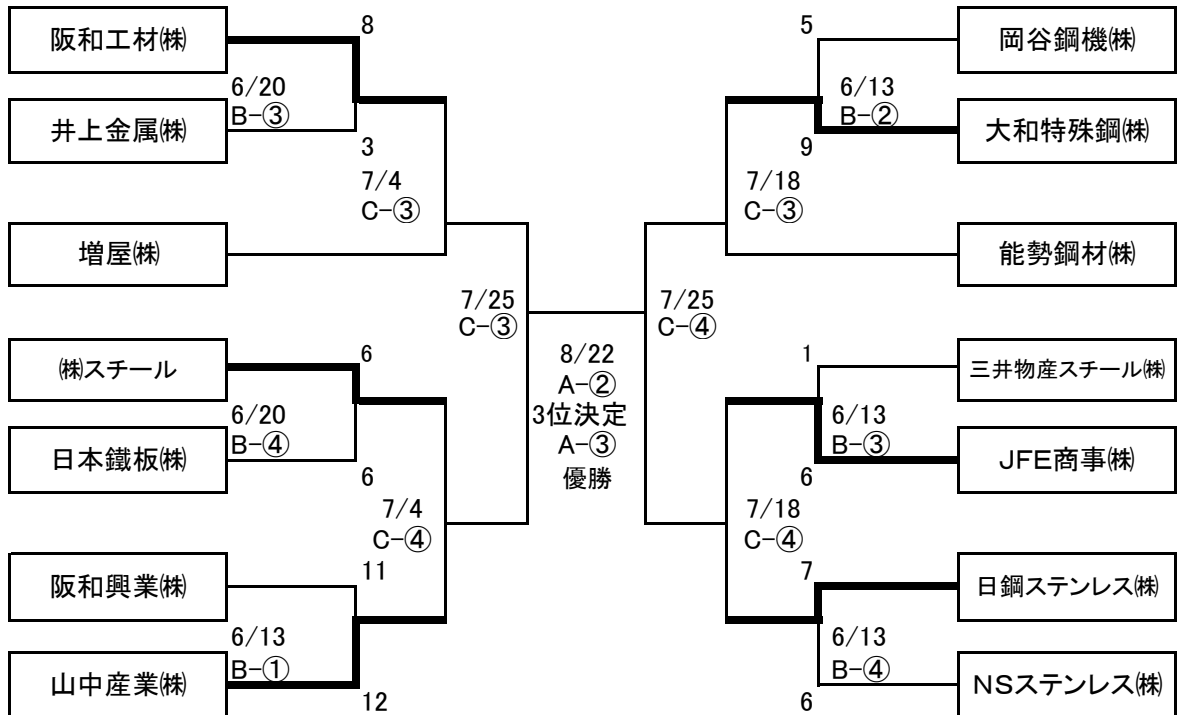 阪和工材㈱
8
6/20
B-③
井上金属㈱
3
7/4
C-③
増屋㈱
7/25
C-③
㈱スチール
6
6/20
B-④
日本鐵板㈱
6
7/4
C-④
阪和興業㈱
11
6/13
B-①
山中産業㈱
12
8/22
A-②
3位決定
A-③
優勝
5
岡谷鋼機㈱
6/13
B-②
大和特殊鋼㈱
9
7/18
C-③
能勢鋼材㈱
7/25
C-④
1
三井物産スチール㈱
6/13
B-③
JFE商事㈱
6
7/18
C-④
7
日鋼ステンレス㈱
6/13
B-④
NSステンレス㈱
6